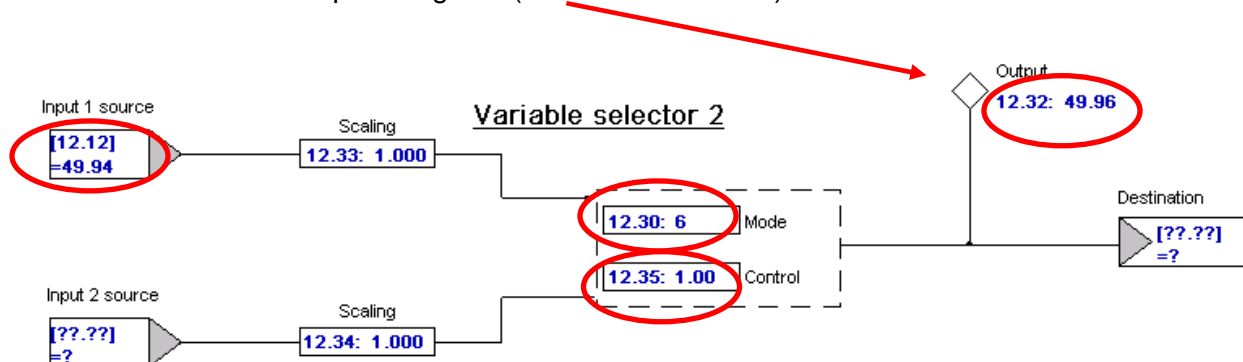 Output
12.32: 49.96
Input 1 source
Variable selector 2
[12.12]
=49.94
Scaling
12.33: 1.000
Destination
12.30: 6 Mode
[??.??]
=?
12.35: 1.00 Control
Input 2 source
Scaling
[??.??]
=?
12.34: 1.000